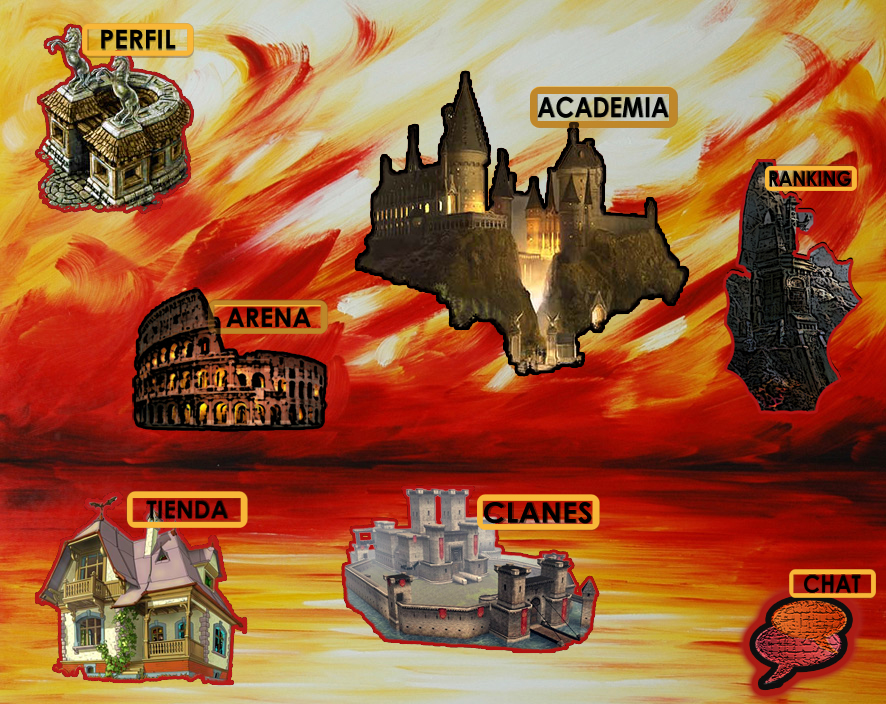 PERFIL
ACADEMIA
RANKING
ARENA
TIENDA
CLANES
CHAT